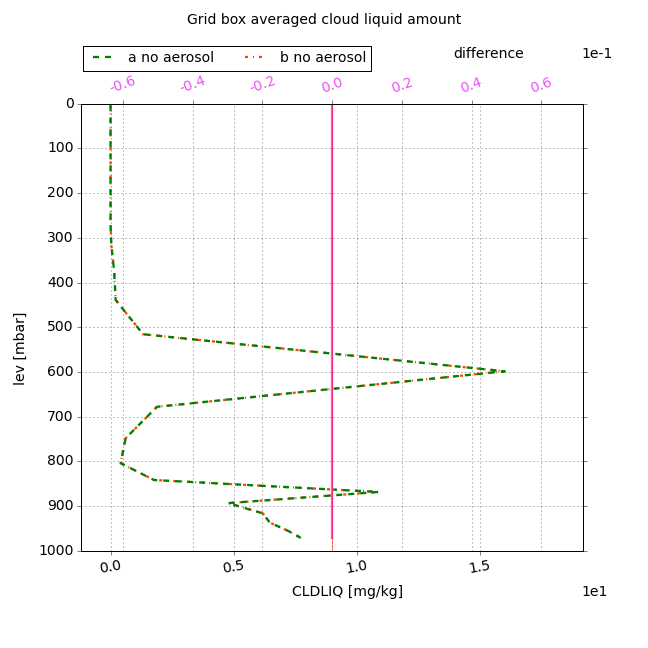 Grid box averaged cloud liquid amount
a no aerosol b no aerosol difference 1e-1
-0.6 -0.4 -0.2 0.0 0.2 0.4 0.6
0
100
200
300
400
500
600
700
800
900
1000
lev [mbar]
0.0 0.5 1.0 1.5
CLDLIQ [mg/kg] 1e1